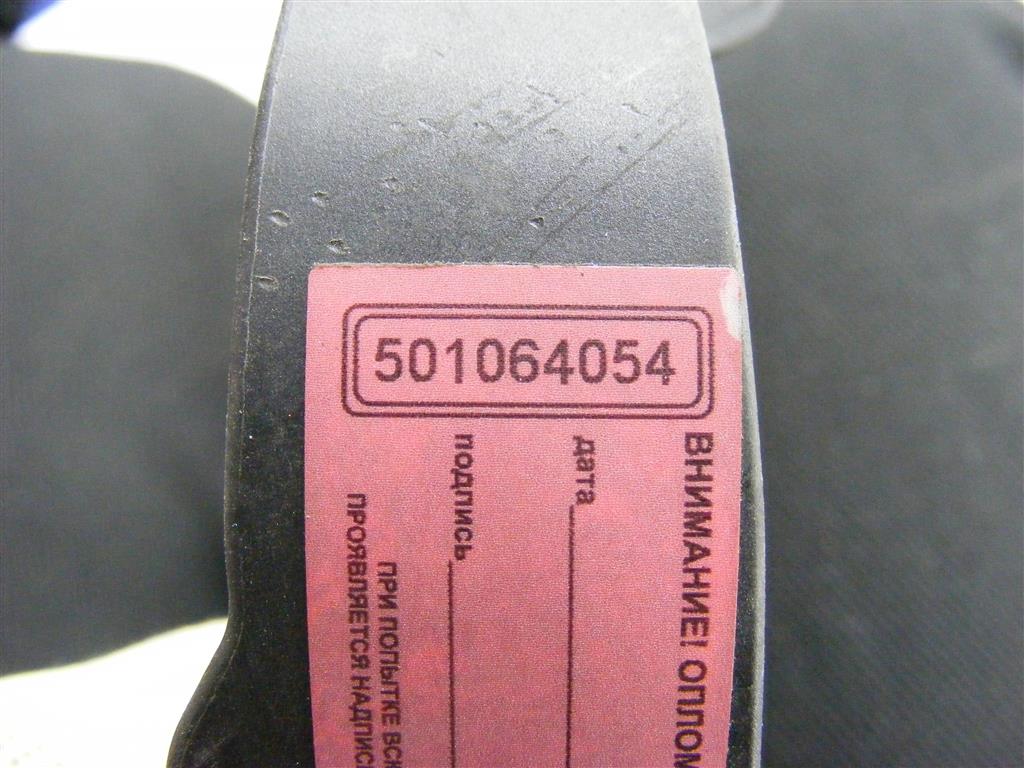 501064054
ВНИМАНИЕ! ОПЛОМ
дата
подпись
ПРИ ПОПЫТКЕ ВСК
ПРОЯВЛЯЕТСЯ НАДПИС